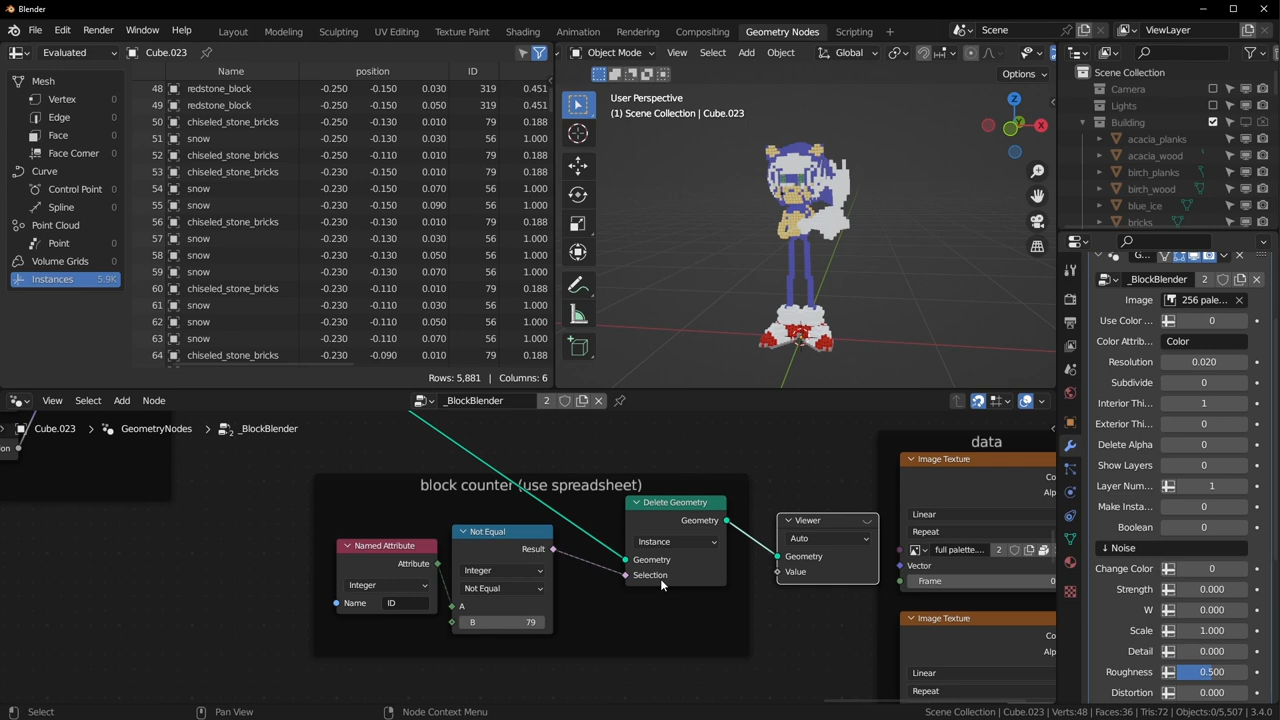 Blender
File Edit Render Window Help Layout Modeling Sculpting UV Editing Texture Paint Shading Animation Rendering Compositing Geometry Nodes Scripting Scene ViewLayer
Evaluated Cube.023
Name position ID
Mesh
Vertex 0
Edge 0
Face 0
Face Corner 0
Curve
Control Point 0
Spline 0
Point Cloud
Point 0
Volume Grids 0
Instances 5.9K
48 redstone_block -0.250 -0.150 0.030 319 0.451
49 redstone_block -0.250 -0.150 0.050 319 0.451
50 chiseled_stone_bricks -0.250 -0.130 0.010 79 0.188
51 snow -0.250 -0.130 0.030 56 1.000
52 chiseled_stone_bricks -0.250 -0.110 0.010 79 0.188
53 chiseled_stone_bricks -0.250 -0.150 0.010 79 0.188
54 snow -0.250 -0.150 0.070 56 1.000
55 snow -0.250 -0.150 0.090 56 1.000
56 chiseled_stone_bricks -0.230 -0.130 0.010 79 0.188
57 snow -0.230 -0.130 0.030 56 1.000
58 snow -0.230 -0.130 0.050 56 1.000
59 snow -0.230 -0.130 0.070 56 1.000
60 chiseled_stone_bricks -0.230 -0.110 0.010 79 0.188
61 snow -0.230 -0.110 0.030 56 1.000
62 snow -0.230 -0.110 0.050 56 1.000
63 snow -0.230 -0.110 0.070 56 1.000
64 chiseled_stone_bricks -0.230 -0.090 0.010 79 0.188
Rows: 5,881 | Columns: 6
Object Mode View Select Add Object Global
Options
User Perspective
(1) Scene Collection | Cube.023
Z
Y
X
Scene Collection
Camera
Lights
Building
acacia_planks
acacia_wood
birch_planks
birch_wood
blue_ice
bricks
G...
_BlockBlender 2
Image 256 pale...
Use Color ... 0
Color Attrib... Color
Resolution 0.020
Subdivide 0
Interior Thi... 1
Exterior Thi... 0
Delete Alpha 0
Show Layers 0
Layer Num... 1
Make Insta... 0
Boolean 0
↓ Noise
Change Color 0
Strength 0.000
W 0.000
Scale 1.000
Detail 0.000
Roughness 0.500
Distortion 0.000
View Select Add Node _BlockBlender 2
Cube.023 GeometryNodes _BlockBlender
2
block counter (use spreadsheet)
Named Attribute
Attribute
Integer
Name ID
Not Equal
Result
Integer
Not Equal
A
B 79
Delete Geometry
Geometry
Instance
Geometry
Selection
Viewer
Auto
Geometry
Value
data
Image Texture
Co
Alp
Linear
Repeat
full palette.... 2
Vector
Frame 0
Image Texture
Co
Alp
Linear
Repeat
Select Pan View Node Context Menu Scene Collection | Cube.023 | Verts:48 | Faces:36 | Tris:72 | Objects:0/5,507 | 3.4.0